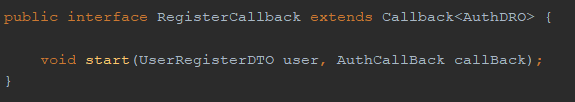 public interface RegisterCallback extends Callback<AuthDRO> {
void start(UserRegisterDTO user, AuthCallBack callBack);
}